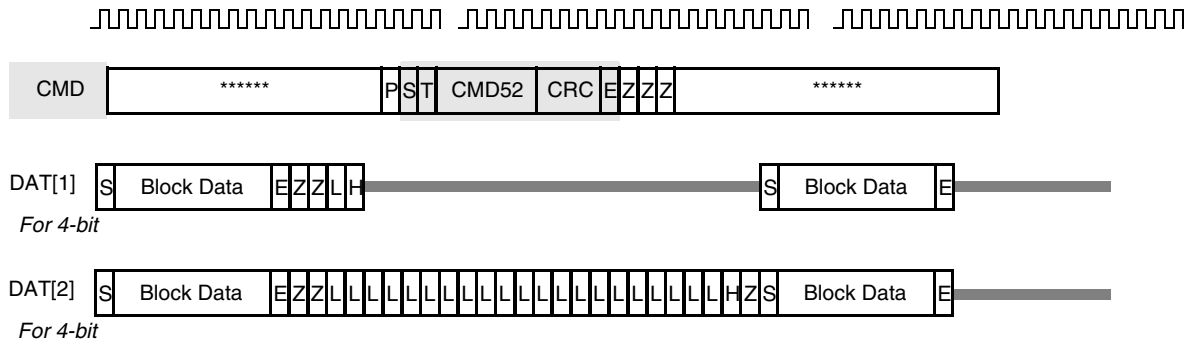 CMD ****** P S T CMD52 CRC E Z Z Z ******
DAT[1] S Block Data E Z Z L H S Block Data E
For 4-bit
DAT[2] S Block Data E Z Z L L L L L L L L L L L L L L L L L L L L L H Z S Block Data E
For 4-bit